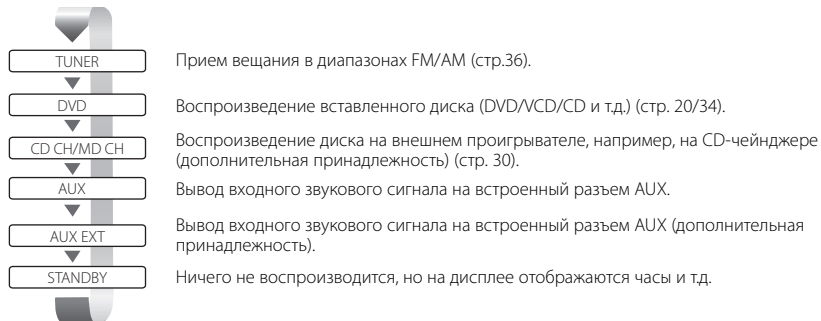 TUNER Прием вещания в диапазонах FM/AM (стр.36).
DVD Воспроизведение вставленного диска (DVD/VCD/CD и т.д.) (стр. 20/34).
CD CH/MD CH Воспроизведение диска на внешнем проигрывателе, например, на CD-чейнджере
(дополнительная принадлежность) (стр. 30).
AUX Вывод входного звукового сигнала на встроенный разъем AUX.
AUX EXT Вывод входного звукового сигнала на встроенный разъем AUX (дополнительная
принадлежность).
STANDBY Ничего не воспроизводится, но на дисплее отображаются часы и т.д.